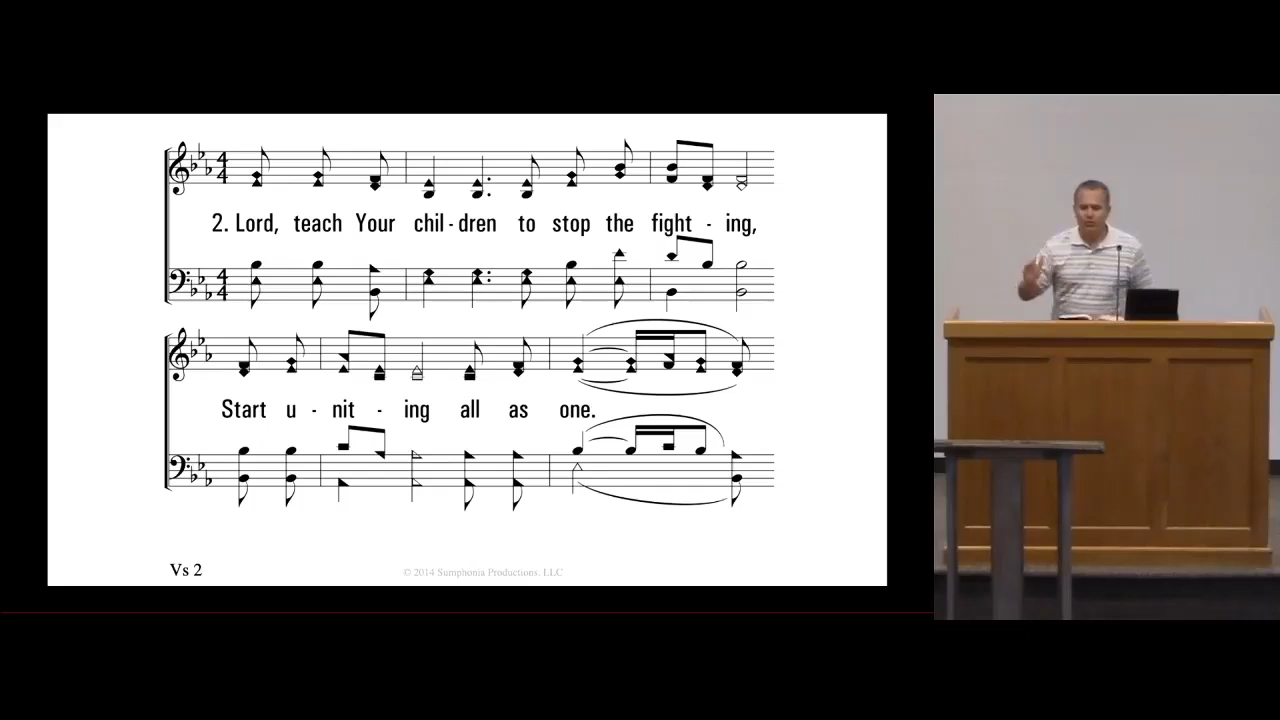 2. Lord, teach Your chil - dren to stop the fight - ing,
Start u - nit - ing all as one.
Vs 2
© 2014 Sumphonia Productions, LLC